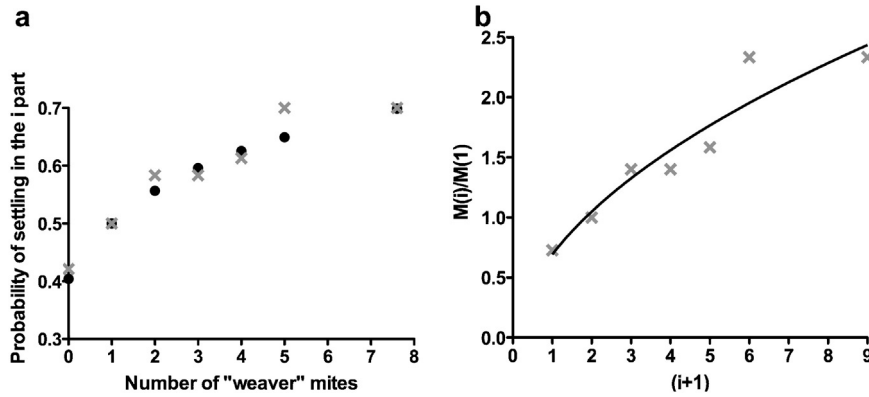 a
Probability of settling in the i part
0.7
0.6
0.5
0.4
0.3
0 1 2 3 4 5 6 7 8
Number of "weaver" mites
b
M(i)/M(1)
2.5
2.0
1.5
1.0
0.5
0.0
0 1 2 3 4 5 6 7 8 9
(i+1)